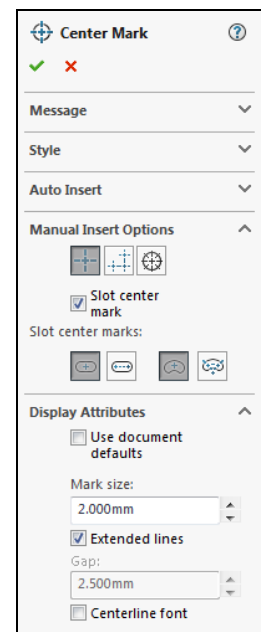 Center Mark
Message
Style
Auto Insert
Manual Insert Options
Slot center
mark
Slot center marks:
Display Attributes
Use document
defaults
Mark size:
2.000mm
Extended lines
Gap:
2.500mm
Centerline font